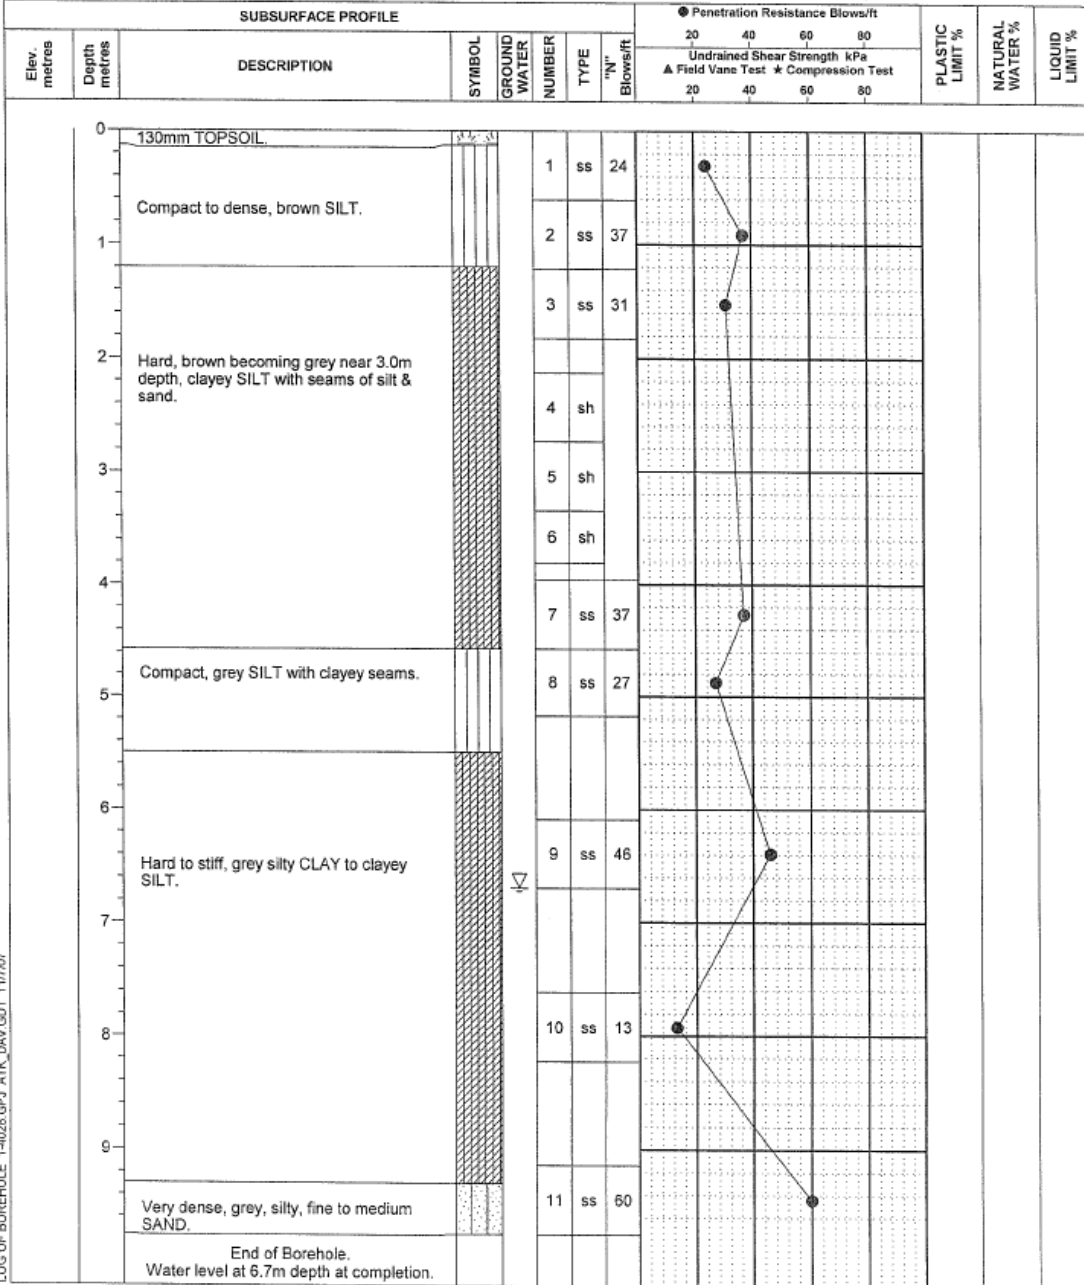 SUBSURFACE PROFILE
● Penetration Resistance Blows/ft
20 40 60 80
Undrained Shear Strength kPa
▲ Field Vane Test ★ Compression Test
20 40 60 80
Elev. metres
Depth metres
DESCRIPTION
SYMBOL
GROUND WATER
NUMBER
TYPE
"N" Blows/ft
PLASTIC LIMIT %
NATURAL WATER %
LIQUID LIMIT %
0
130mm TOPSOIL.
1 ss 24
Compact to dense, brown SILT.
2 ss 37
1
3 ss 31
2
Hard, brown becoming grey near 3.0m
depth, clayey SILT with seams of silt &
sand.
4 sh
3
5 sh
6 sh
4
7 ss 37
Compact, grey SILT with clayey seams.
8 ss 27
5
6
Hard to stiff, grey silty CLAY to clayey
SILT.
9 ss 46
7
8
10 ss 13
9
Very dense, grey, silty, fine to medium
SAND.
11 ss 60
End of Borehole.
Water level at 6.7m depth at completion.
LOG OF BOREHOLE